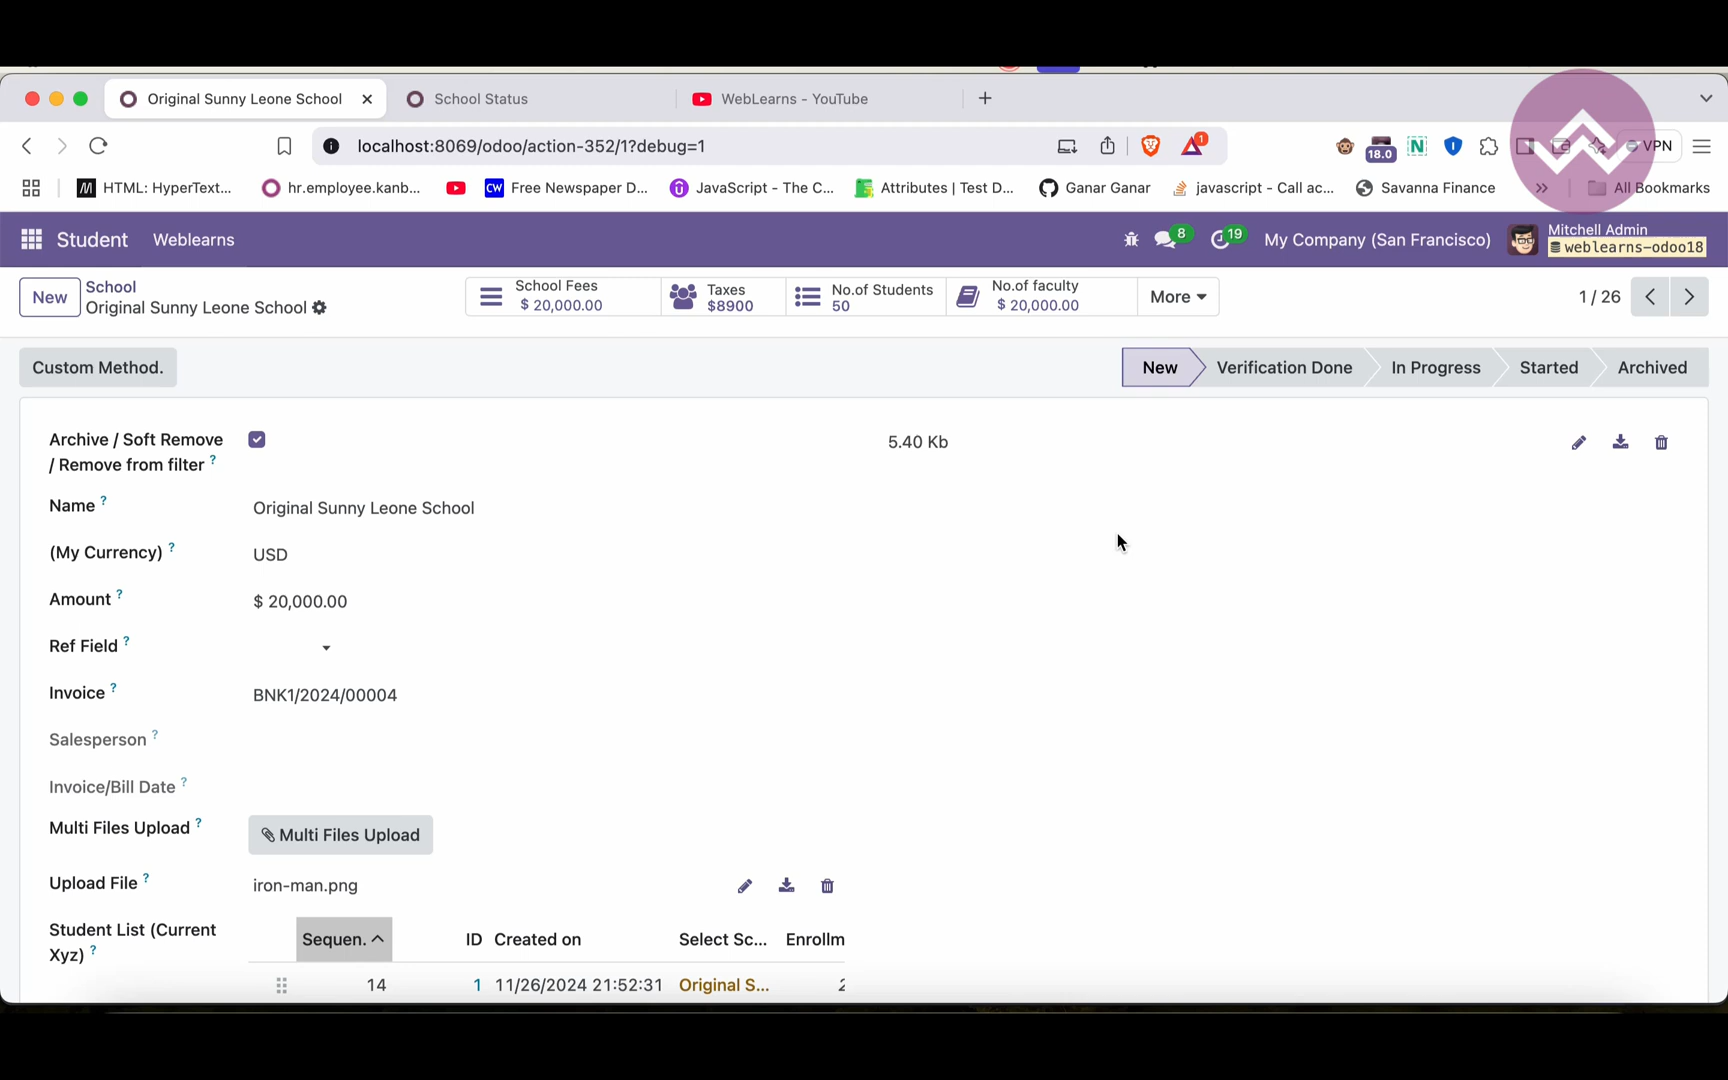 Original Sunny Leone School
School Status
WebLearns - YouTube
localhost:8069/odoo/action-352/1?debug=1
1
18.0
N
VPN
HTML: HyperText...
hr.employee.kanb...
CW Free Newspaper D...
JavaScript - The C...
Attributes | Test D...
Ganar Ganar
javascript - Call ac...
Savanna Finance
All Bookmarks
Student
Weblearns
8
19
My Company (San Francisco)
Mitchell Admin
weblearns-odoo18
New
School
Original Sunny Leone School
School Fees
$ 20,000.00
Taxes
$8900
No.of Students
50
No.of faculty
$ 20,000.00
More
1 / 26
Custom Method.
New
Verification Done
In Progress
Started
Archived
Archive / Soft Remove
/ Remove from filter ?
5.40 Kb
Name ?
Original Sunny Leone School
(My Currency) ?
USD
Amount ?
$ 20,000.00
Ref Field ?
Invoice ?
BNK1/2024/00004
Salesperson ?
Invoice/Bill Date ?
Multi Files Upload ?
Multi Files Upload
Upload File ?
iron-man.png
Student List (Current
Xyz) ?
Sequen.
ID
Created on
Select Sc...
Enrollm
14
1
11/26/2024 21:52:31
Original S...